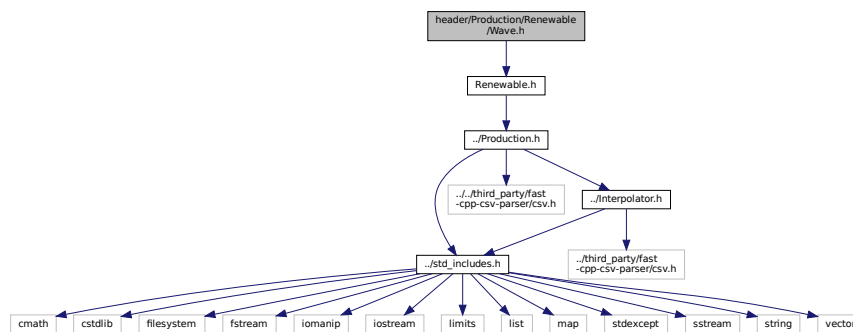 header/Production/Renewable
/Wave.h
Renewable.h
../Production.h
../../third_party/fast
-cpp-csv-parser/csv.h
../Interpolator.h
../third_party/fast
-cpp-csv-parser/csv.h
../std_includes.h
cmath
cstdlib
filesystem
fstream
iomanip
iostream
limits
list
map
stdexcept
sstream
string
vector